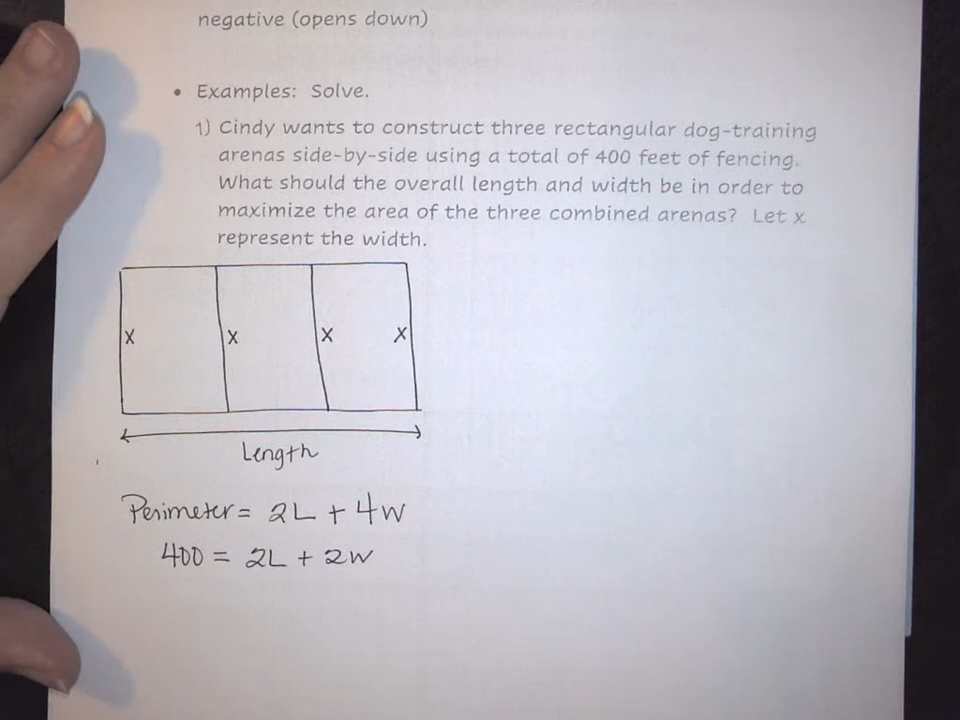 negative (opens down)
• Examples: Solve.
1) Cindy wants to construct three rectangular dog-training
arenas side-by-side using a total of 400 feet of fencing.
What should the overall length and width be in order to
maximize the area of the three combined arenas? Let x
represent the width.
x x x x
Length
Perimeter = 2L + 4W
400 = 2L + 2W